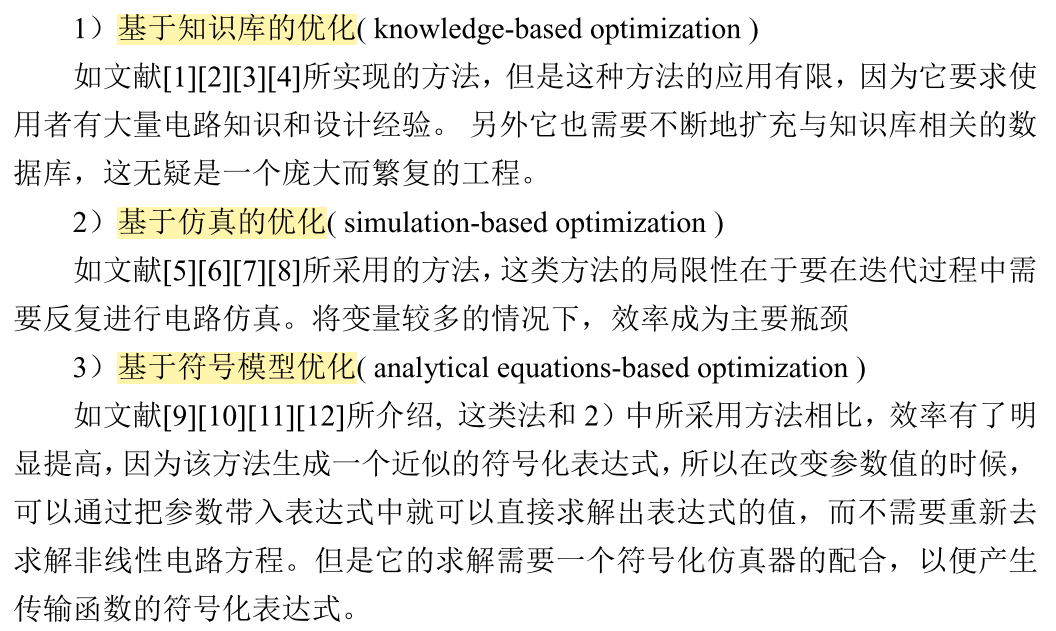 1）基于知识库的优化( knowledge-based optimization )
如文献[1][2][3][4]所实现的方法，但是这种方法的应用有限，因为它要求使
用者有大量电路知识和设计经验。 另外它也需要不断地扩充与知识库相关的数
据库，这无疑是一个庞大而繁复的工程。
2）基于仿真的优化( simulation-based optimization )
如文献[5][6][7][8]所采用的方法，这类方法的局限性在于要在迭代过程中需
要反复进行电路仿真。将变量较多的情况下，效率成为主要瓶颈
3）基于符号模型优化( analytical equations-based optimization )
如文献[9][10][11][12]所介绍, 这类法和 2）中所采用方法相比，效率有了明
显提高，因为该方法生成一个近似的符号化表达式，所以在改变参数值的时候，
可以通过把参数带入表达式中就可以直接求解出表达式的值，而不需要重新去
求解非线性电路方程。但是它的求解需要一个符号化仿真器的配合，以便产生
传输函数的符号化表达式。